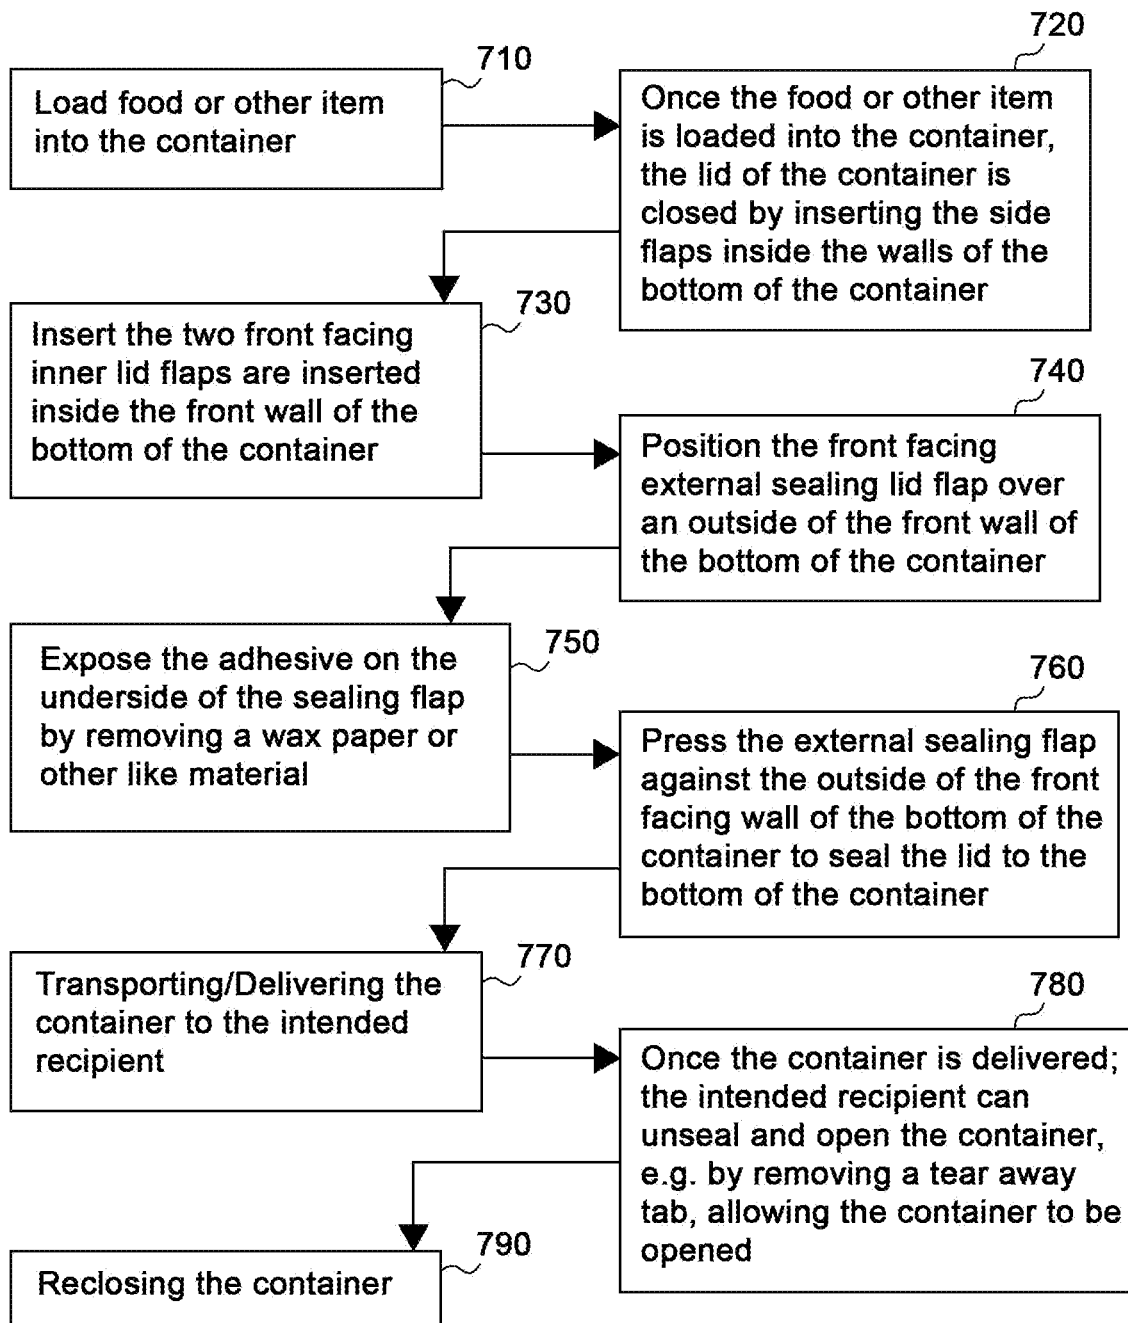 710
Load food or other item
into the container
720
Once the food or other item
is loaded into the container,
the lid of the container is
closed by inserting the side
flaps inside the walls of the
bottom of the container
730
Insert the two front facing
inner lid flaps are inserted
inside the front wall of the
bottom of the container
740
Position the front facing
external sealing lid flap over
an outside of the front wall of
the bottom of the container
750
Expose the adhesive on the
underside of the sealing flap
by removing a wax paper or
other like material
760
Press the external sealing flap
against the outside of the front
facing wall of the bottom of the
container to seal the lid to the
bottom of the container
770
Transporting/Delivering the
container to the intended
recipient
780
Once the container is delivered;
the intended recipient can
unseal and open the container,
e.g. by removing a tear away
tab, allowing the container to be
opened
790
Reclosing the container